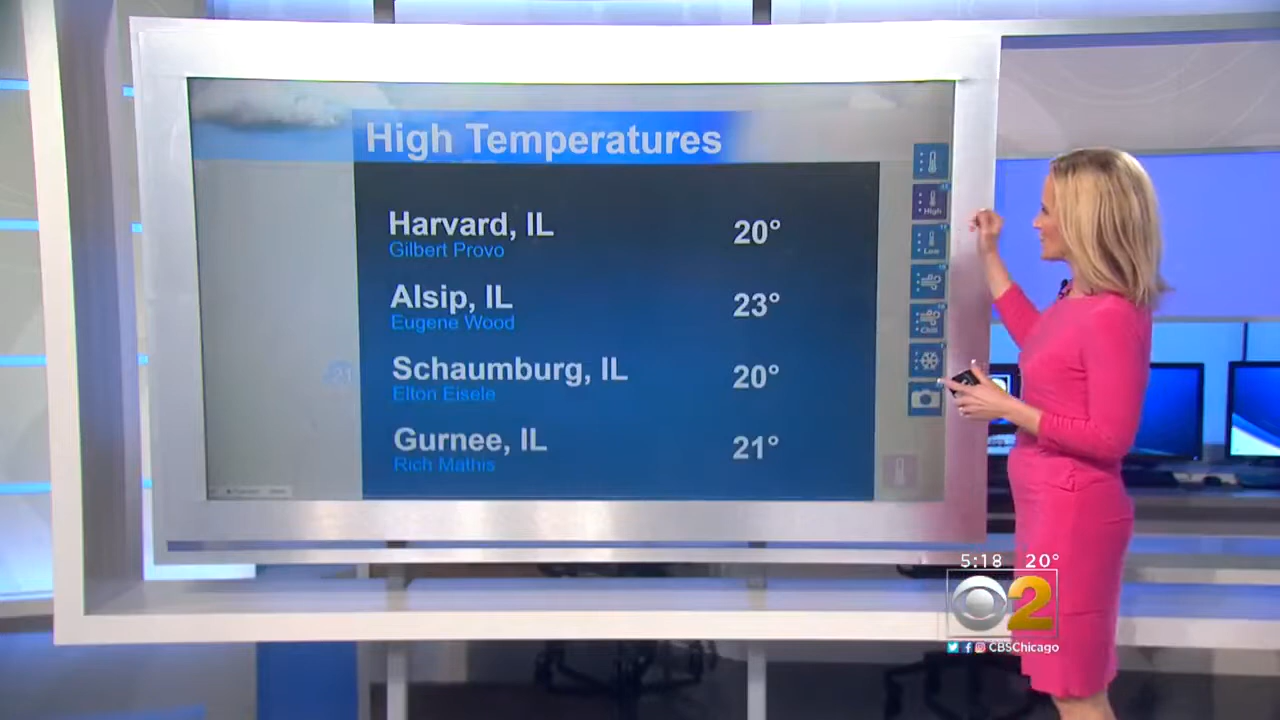 High Temperatures
Harvard, IL 20°
Gilbert Provo
Alsip, IL 23°
Eugene Wood
Schaumburg, IL 20°
Elton Eisele
Gurnee, IL 21°
Rich Mathis
High
Low
Chill
5:18 20°
2
CBSChicago